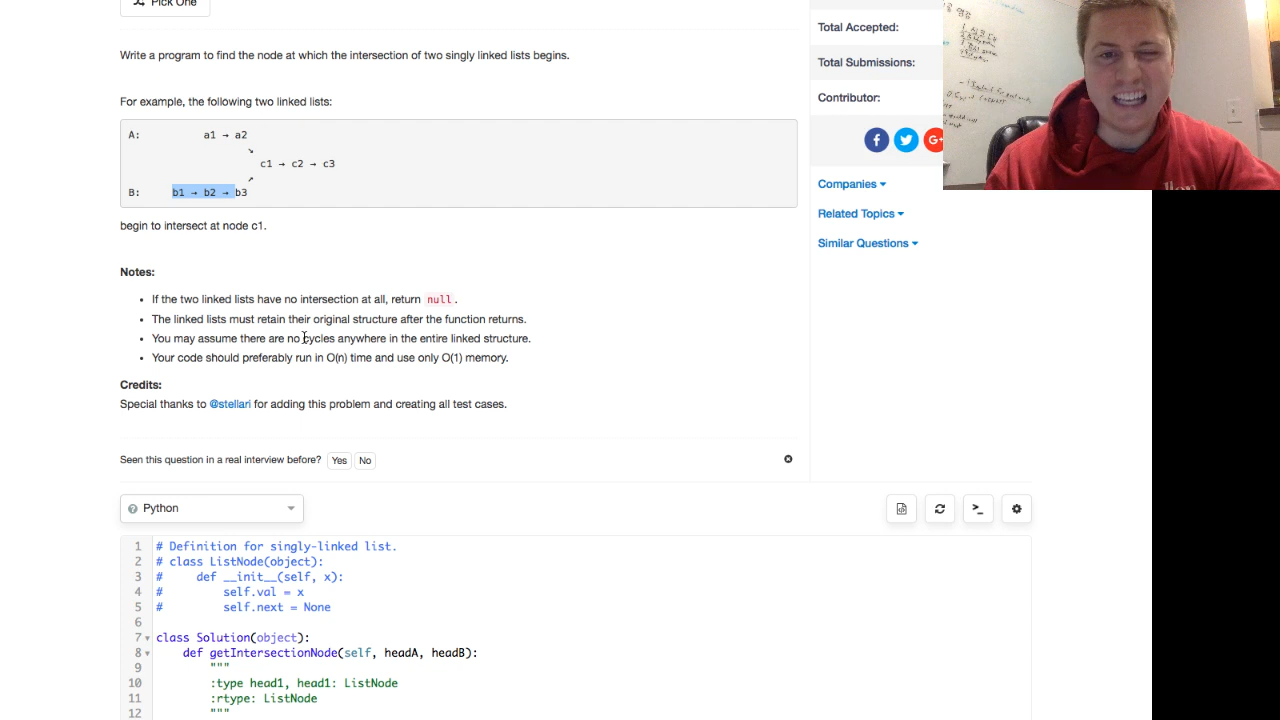 Pick One
Write a program to find the node at which the intersection of two singly linked lists begins.
For example, the following two linked lists:
A: a1 → a2
↘
c1 → c2 → c3
↗
B: b1 → b2 → b3
begin to intersect at node c1.
Notes:
• If the two linked lists have no intersection at all, return null.
• The linked lists must retain their original structure after the function returns.
• You may assume there are no cycles anywhere in the entire linked structure.
• Your code should preferably run in O(n) time and use only O(1) memory.
Credits:
Special thanks to @stellari for adding this problem and creating all test cases.
Seen this question in a real interview before? Yes No
Total Accepted:
Total Submissions:
Contributor:
f
G+
Companies
Related Topics
Similar Questions
? Python
>_
1 # Definition for singly-linked list.
2 # class ListNode(object):
3 # def __init__(self, x):
4 # self.val = x
5 # self.next = None
6
7 class Solution(object):
8 def getIntersectionNode(self, headA, headB):
9 """
10 :type head1, head1: ListNode
11 :rtype: ListNode
12 """